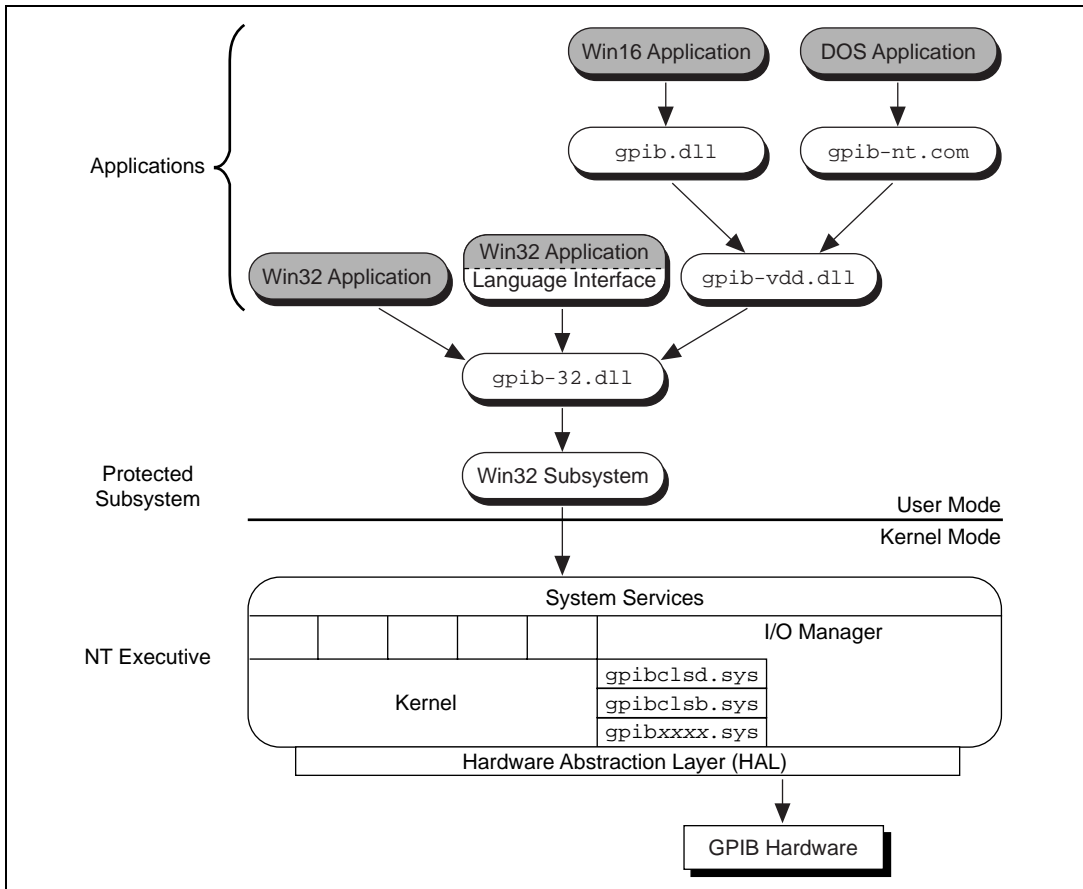 Win16 Application
DOS Application
gpib.dll
gpib-nt.com
Applications
Win32 Application
Win32 Application
Language Interface
gpib-vdd.dll
gpib-32.dll
Protected
Subsystem
Win32 Subsystem
User Mode
Kernel Mode
System Services
I/O Manager
NT Executive
gpibclsd.sys
Kernel
gpibclsb.sys
gpibxxxx.sys
Hardware Abstraction Layer (HAL)
GPIB Hardware